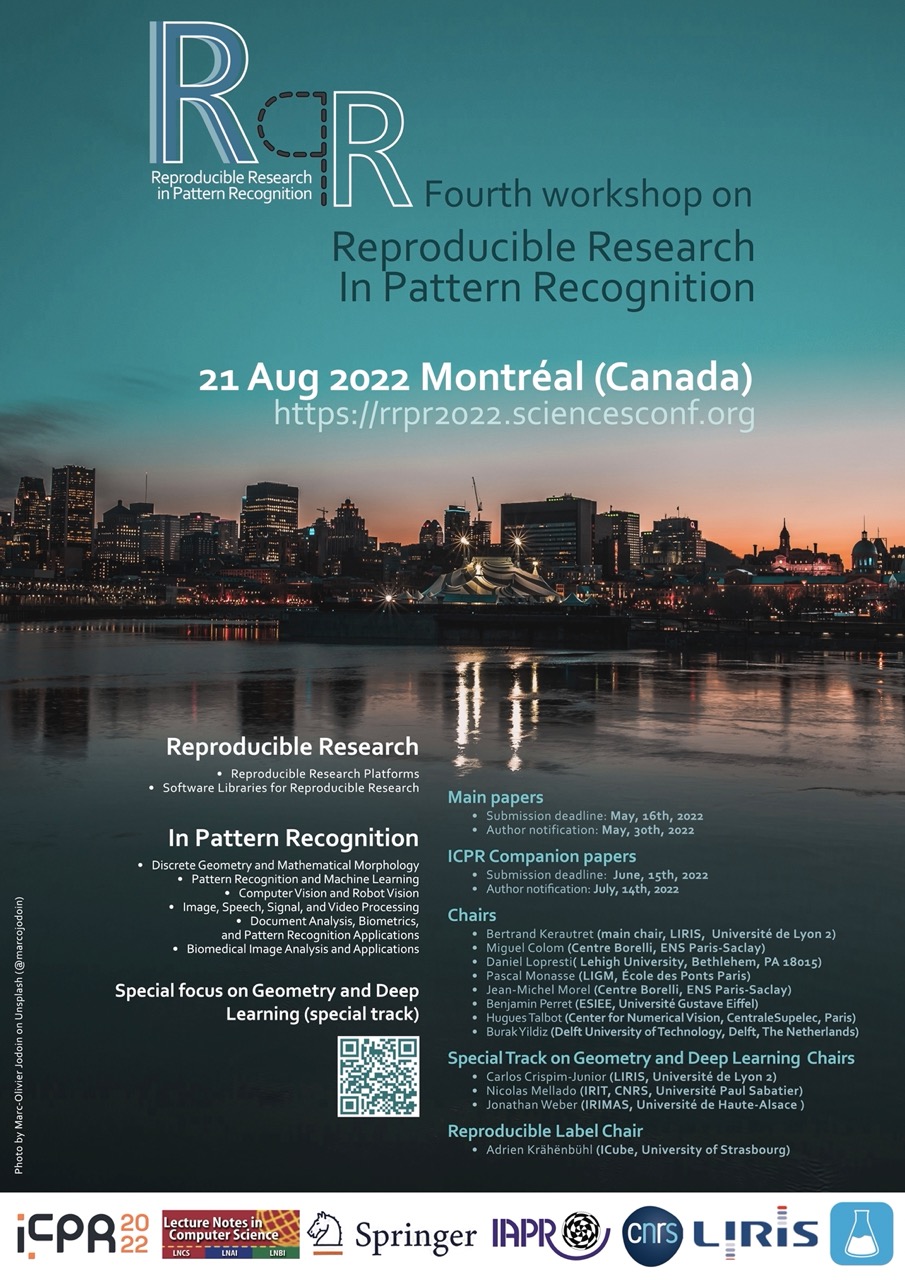 RRPR
Reproducible Research
in Pattern Recognition
Fourth workshop on
Reproducible Research
In Pattern Recognition
21 Aug 2022 Montréal (Canada)
https://rrpr2022.sciencesconf.org
Reproducible Research
• Reproducible Research Platforms
• Software Libraries for Reproducible Research
In Pattern Recognition
• Discrete Geometry and Mathematical Morphology
• Pattern Recognition and Machine Learning
• Computer Vision and Robot Vision
• Image, Speech, Signal, and Video Processing
• Document Analysis, Biometrics,
and Pattern Recognition Applications
• Biomedical Image Analysis and Applications
Special focus on Geometry and Deep
Learning (special track)
Main papers
• Submission deadline: May, 16th, 2022
• Author notification: May, 30th, 2022
ICPR Companion papers
• Submission deadline: June, 15th, 2022
• Author notification: July, 14th, 2022
Chairs
• Bertrand Kerautret (main chair, LIRIS, Université de Lyon 2)
• Miguel Colom (Centre Borelli, ENS Paris-Saclay)
• Daniel Lopresti( Lehigh University, Bethlehem, PA 18015)
• Pascal Monasse (LIGM, École des Ponts Paris)
• Jean-Michel Morel (Centre Borelli, ENS Paris-Saclay)
• Benjamin Perret (ESIEE, Université Gustave Eiffel)
• Hugues Talbot (Center for Numerical Vision, CentraleSupelec, Paris)
• Burak Yildiz (Delft University of Technology, Delft, The Netherlands)
Special Track on Geometry and Deep Learning Chairs
• Carlos Crispim-Junior (LIRIS, Université de Lyon 2)
• Nicolas Mellado (IRIT, CNRS, Université Paul Sabatier)
• Jonathan Weber (IRIMAS, Université de Haute-Alsace )
Reproducible Label Chair
• Adrien Krähënbühl (ICube, University of Strasbourg)
Photo by Marc-Olivier Jodoin on Unsplash (@marcojodoin)
iCPR 2022
Lecture Notes in
Computer Science
LNCS LNAI LNBI
Springer
IAPR
cnrs
LIRIS